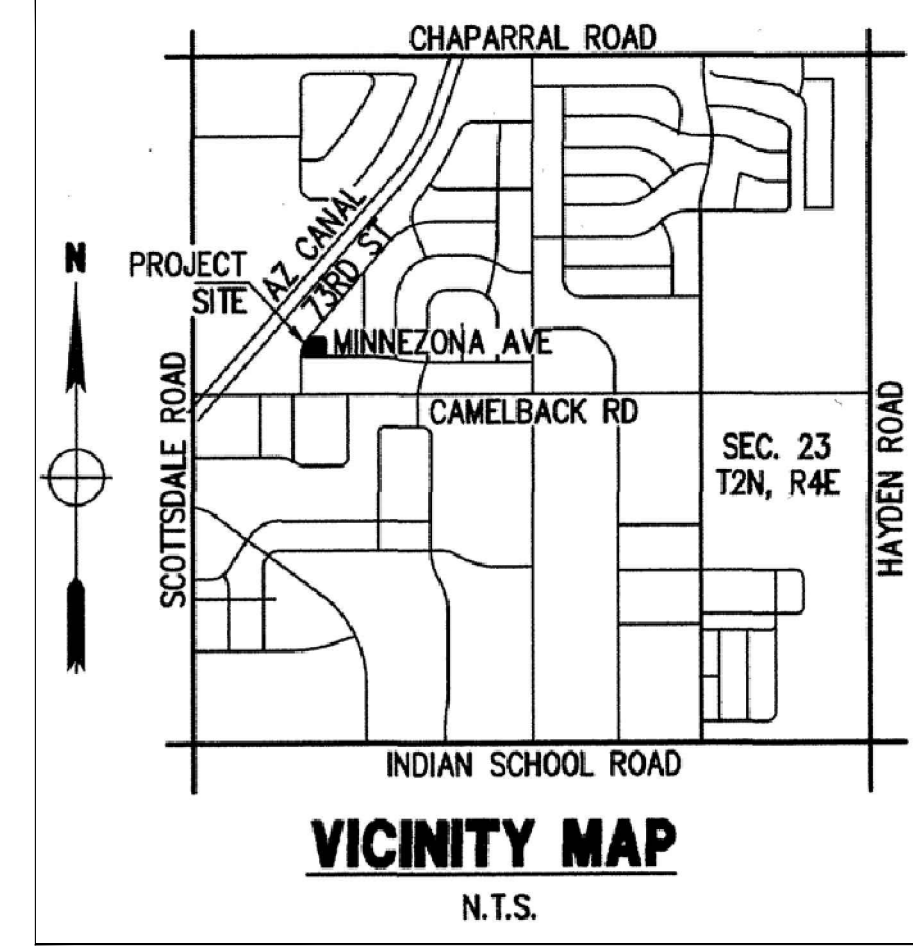 CHAPARRAL ROAD
AZ CANAL
73RD ST
N
PROJECT
SITE
MINNEZONA AVE
CAMELBACK RD
SCOTTSDALE ROAD
SEC. 23
T2N, R4E
HAYDEN ROAD
INDIAN SCHOOL ROAD
VICINITY MAP
N.T.S.